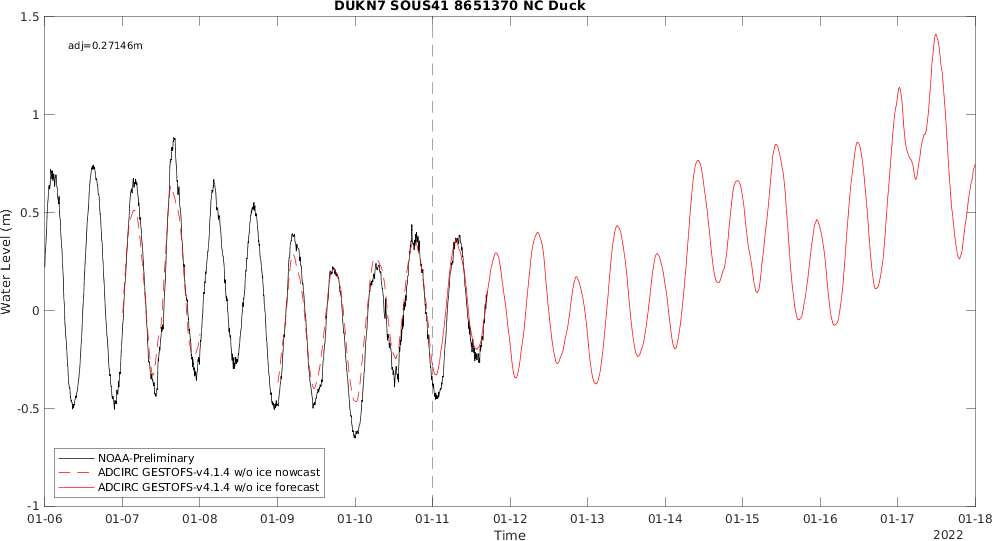 DUKN7 SOUS41 8651370 NC Duck
adj=0.27146m
1.5
1
0.5
0
-0.5
-1
Water Level (m)
NOAA-Preliminary
ADCIRC GESTOFS-v4.1.4 w/o ice nowcast
ADCIRC GESTOFS-v4.1.4 w/o ice forecast
01-06 01-07 01-08 01-09 01-10 01-11 01-12 01-13 01-14 01-15 01-16 01-17 01-18
Time
2022